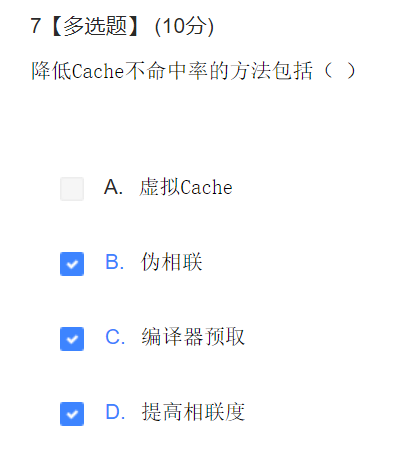 7【多选题】 (10分)
降低Cache不命中率的方法包括（ ）
A. 虚拟Cache
B. 伪相联
C. 编译器预取
D. 提高相联度